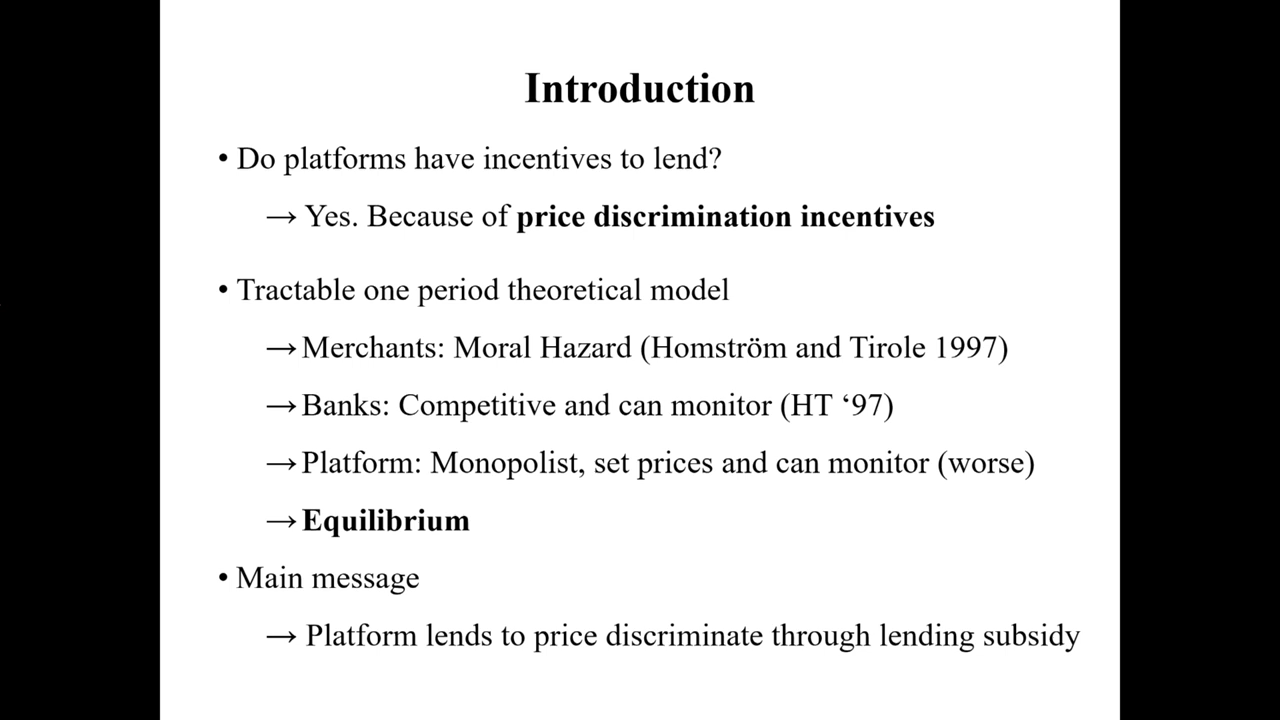 Introduction
• Do platforms have incentives to lend?
→ Yes. Because of price discrimination incentives
• Tractable one period theoretical model
→ Merchants: Moral Hazard (Homström and Tirole 1997)
→ Banks: Competitive and can monitor (HT ‘97)
→ Platform: Monopolist, set prices and can monitor (worse)
→ Equilibrium
• Main message
→ Platform lends to price discriminate through lending subsidy